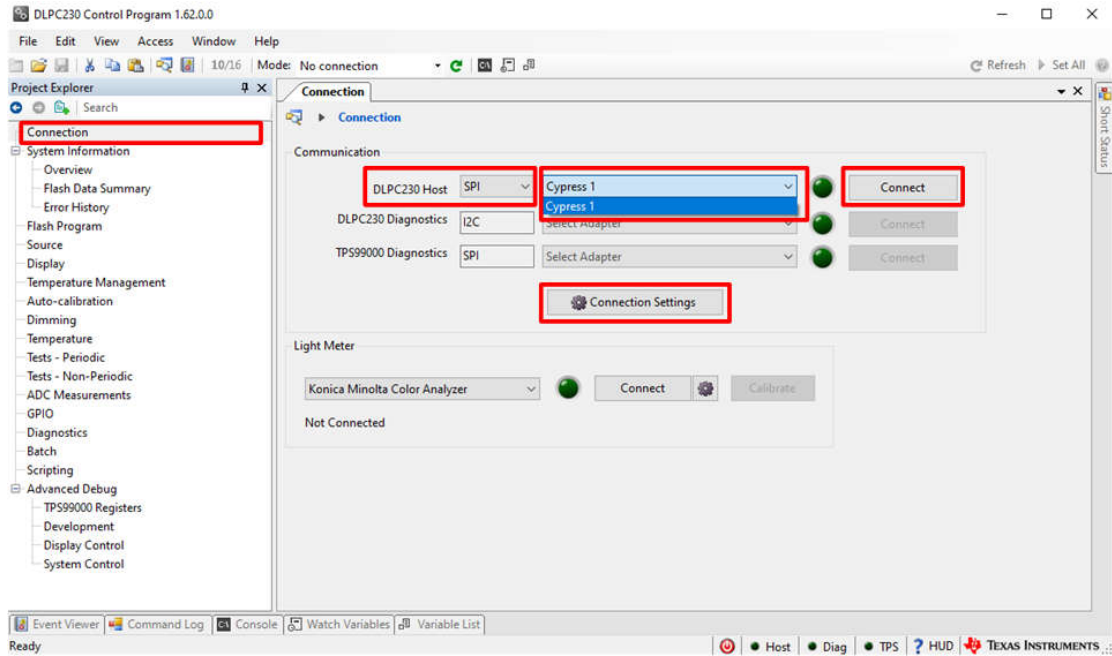 DLPC230 Control Program 1.62.0.0
File Edit View Access Window Help
10/16 Mode: No connection Refresh Set All
Project Explorer
Search
Connection
System Information
Overview
Flash Data Summary
Error History
Flash Program
Source
Display
Temperature Management
Auto-calibration
Dimming
Temperature
Tests - Periodic
Tests - Non-Periodic
ADC Measurements
GPIO
Diagnostics
Batch
Scripting
Advanced Debug
TPS99000 Registers
Development
Display Control
System Control
Connection
Connection
Communication
DLPC230 Host SPI Cypress 1 Connect
Cypress 1
DLPC230 Diagnostics I2C Select Adapter Connect
TPS99000 Diagnostics SPI Select Adapter Connect
Connection Settings
Light Meter
Konica Minolta Color Analyzer Connect Calibrate
Not Connected
Short Status
Event Viewer Command Log Console Watch Variables Variable List
Ready Host Diag TPS HUD TEXAS INSTRUMENTS